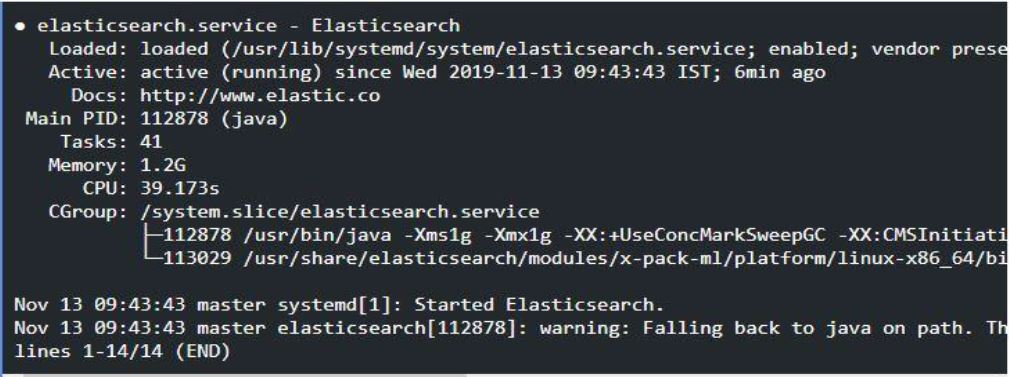 ● elasticsearch.service - Elasticsearch
Loaded: loaded (/usr/lib/systemd/system/elasticsearch.service; enabled; vendor prese
Active: active (running) since Wed 2019-11-13 09:43:43 IST; 6min ago
Docs: http://www.elastic.co
Main PID: 112878 (java)
Tasks: 41
Memory: 1.2G
CPU: 39.173s
CGroup: /system.slice/elasticsearch.service
├─112878 /usr/bin/java -Xms1g -Xmx1g -XX:+UseConcMarkSweepGC -XX:CMSInitiati
└─113029 /usr/share/elasticsearch/modules/x-pack-ml/platform/linux-x86_64/bi
Nov 13 09:43:43 master systemd[1]: Started Elasticsearch.
Nov 13 09:43:43 master elasticsearch[112878]: warning: Falling back to java on path. Th
lines 1-14/14 (END)